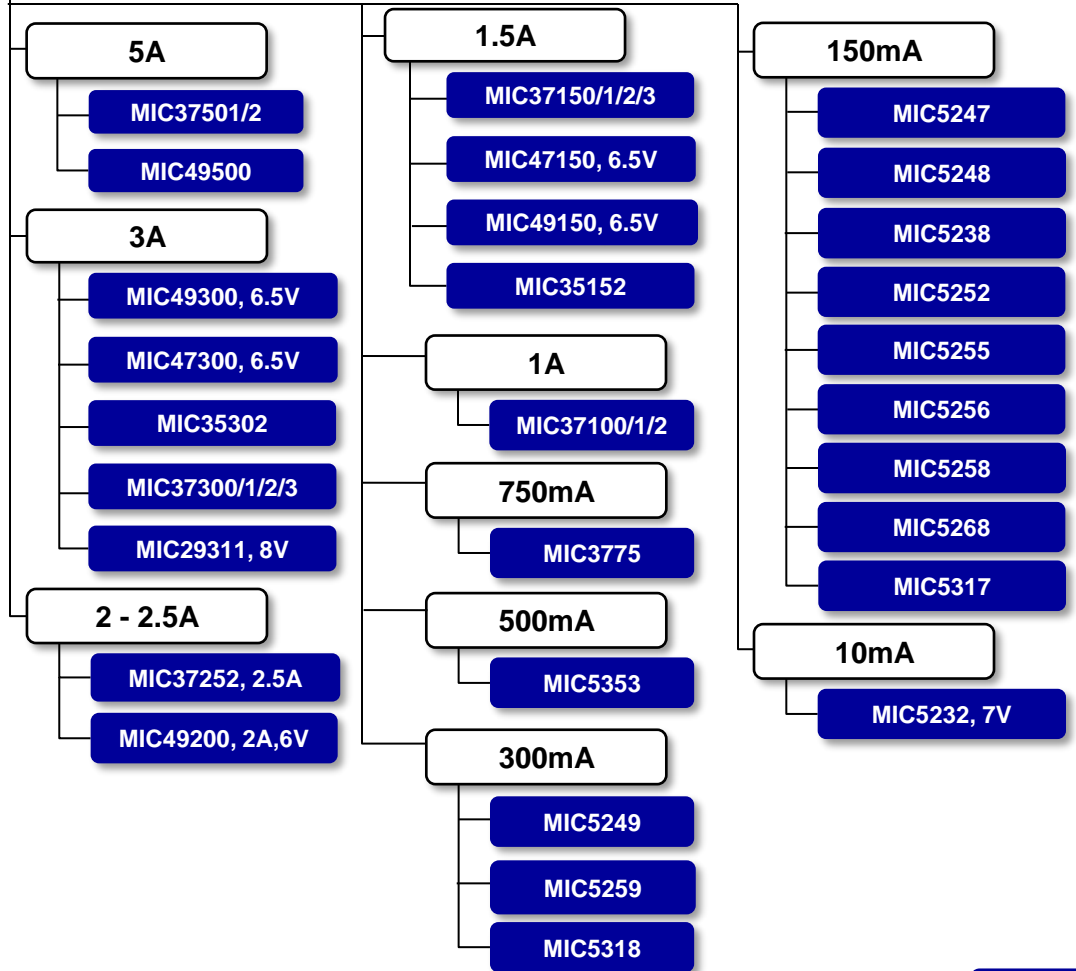 5A
MIC37501/2
MIC49500
3A
MIC49300, 6.5V
MIC47300, 6.5V
MIC35302
MIC37300/1/2/3
MIC29311, 8V
2 - 2.5A
MIC37252, 2.5A
MIC49200, 2A,6V
1.5A
MIC37150/1/2/3
MIC47150, 6.5V
MIC49150, 6.5V
MIC35152
1A
MIC37100/1/2
750mA
MIC3775
500mA
MIC5353
300mA
MIC5249
MIC5259
MIC5318
150mA
MIC5247
MIC5248
MIC5238
MIC5252
MIC5255
MIC5256
MIC5258
MIC5268
MIC5317
10mA
MIC5232, 7V